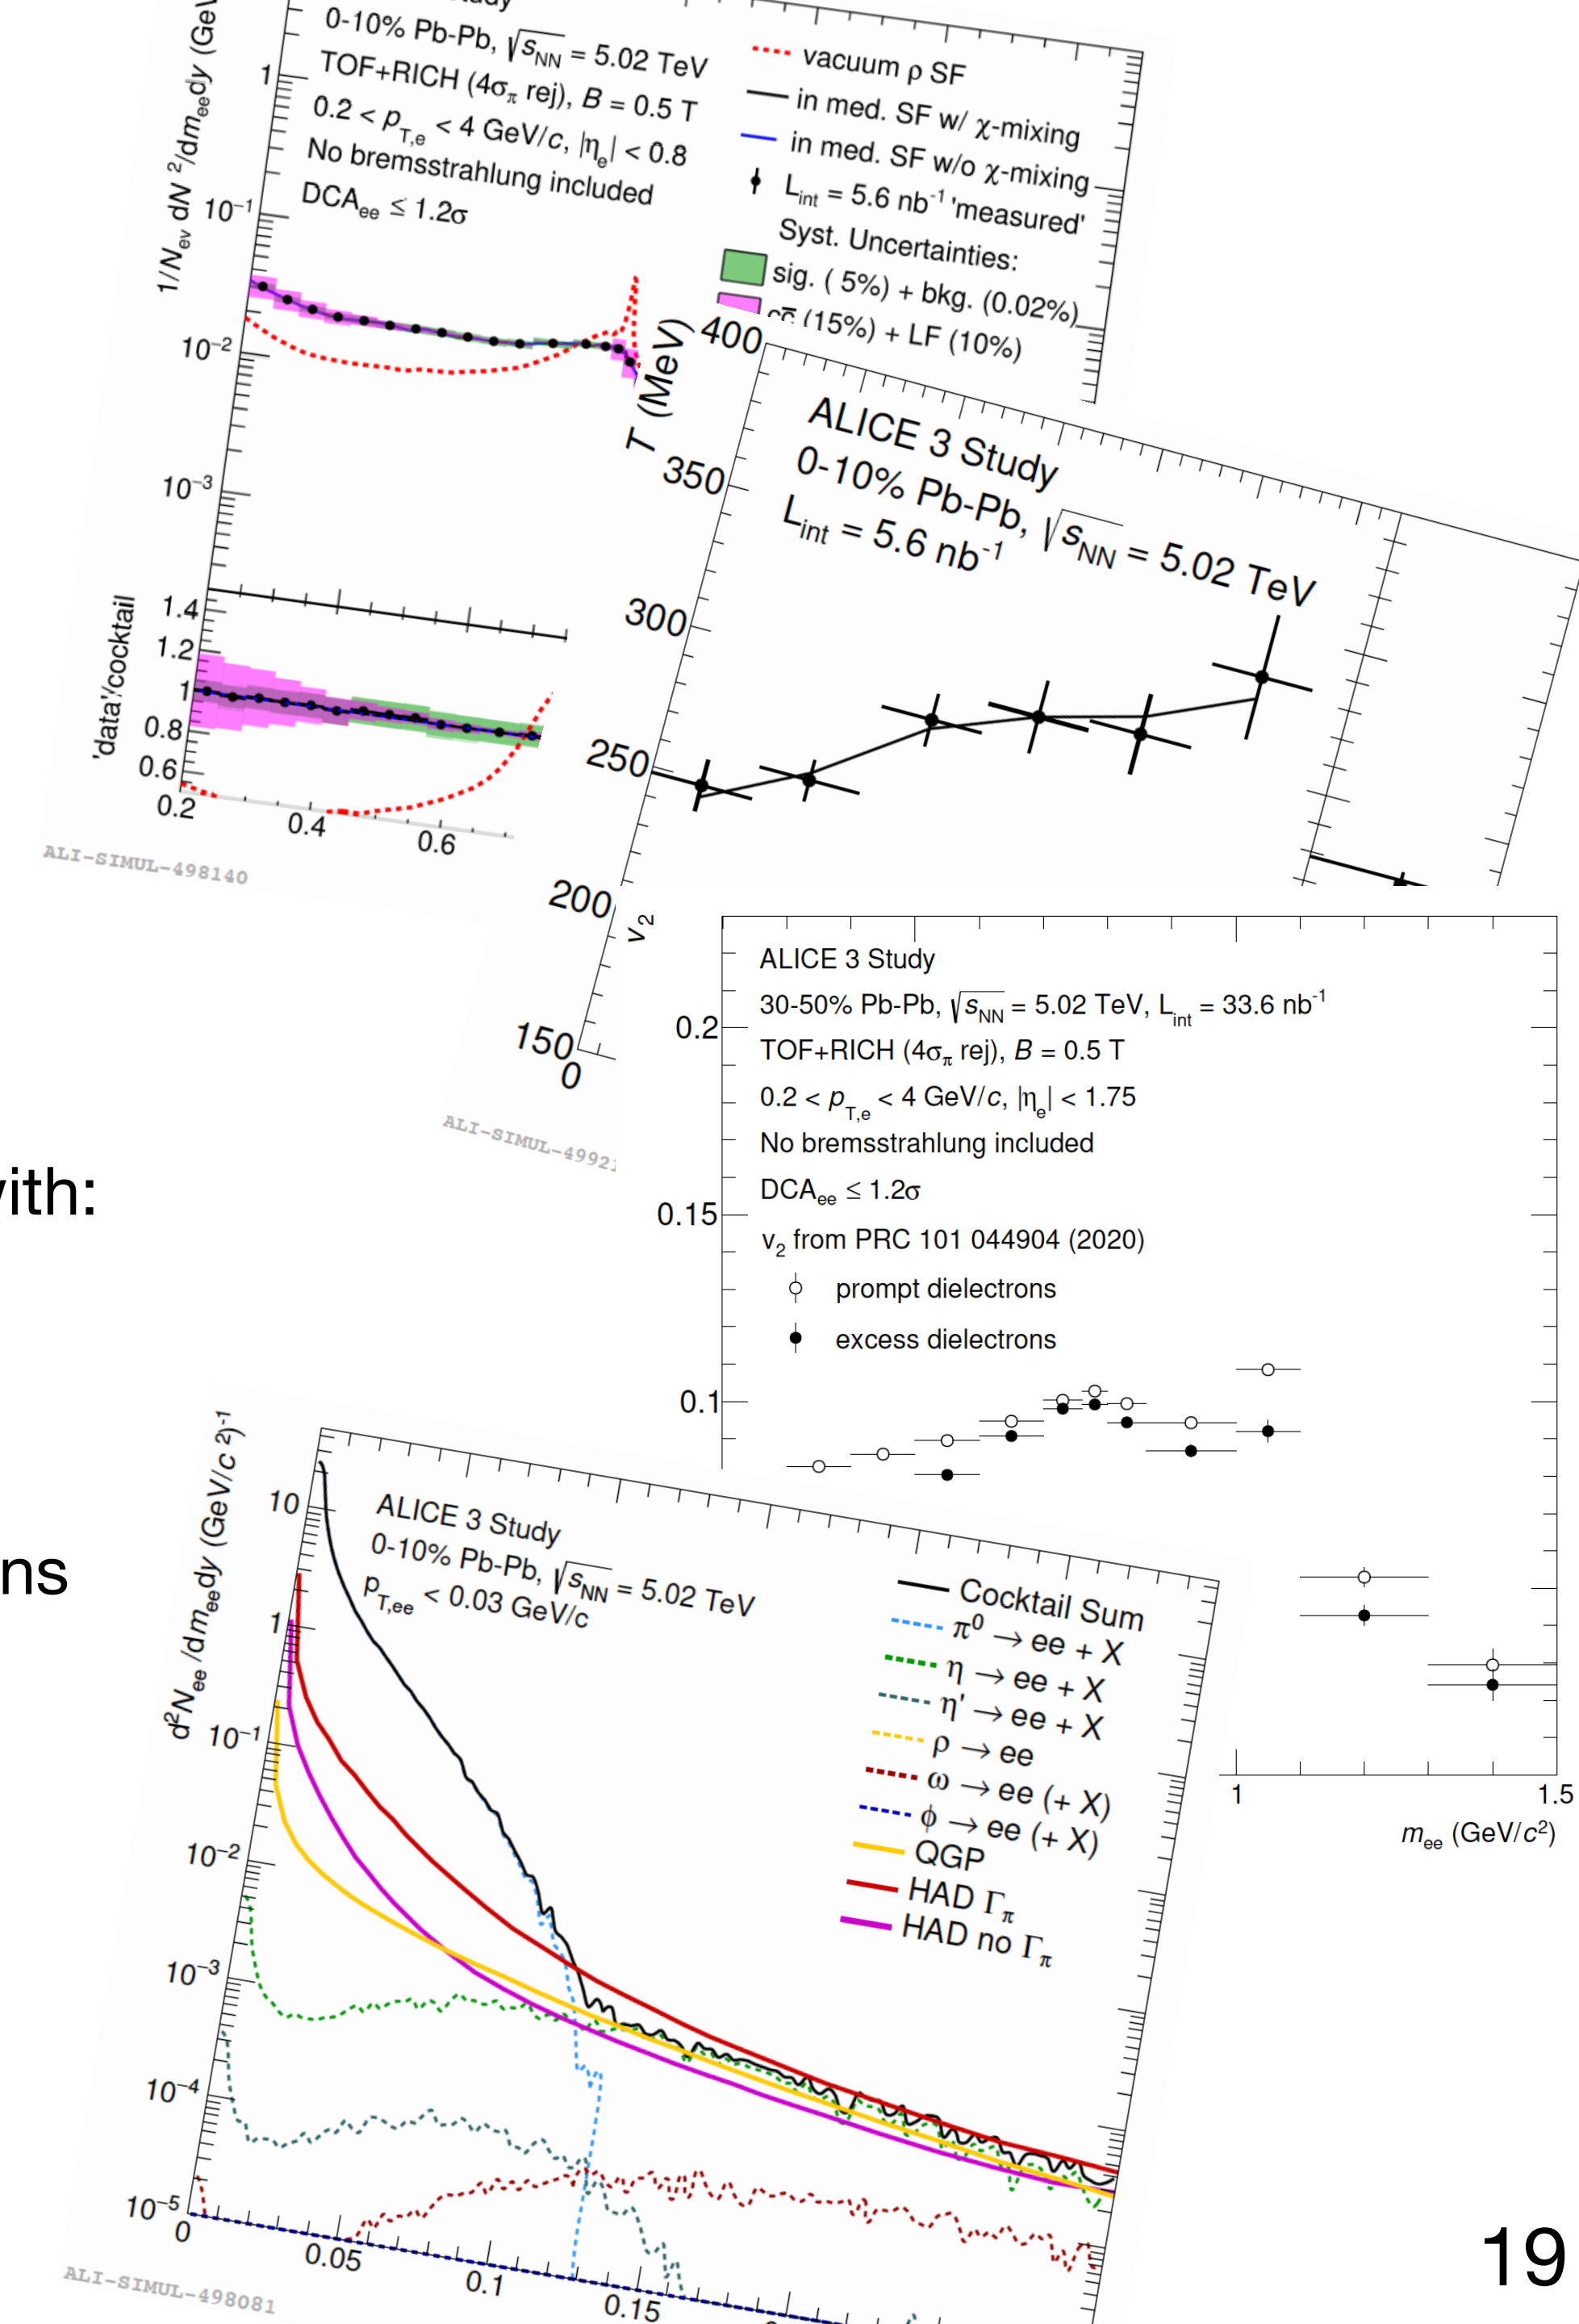 0-10% Pb-Pb, √sNN = 5.02 TeV
TOF+RICH (4σπ rej), B = 0.5 T
0.2 < pT,e < 4 GeV/c, |ηe| < 0.8
No bremsstrahlung included
DCAee ≤ 1.2σ
vacuum ρ SF
in med. SF w/ χ-mixing
in med. SF w/o χ-mixing
Lint = 5.6 nb-1 'measured'
Syst. Uncertainties:
sig. ( 5%) + bkg. (0.02%)
cc̅ (15%) + LF (10%)
1
10−1
10−2
10−3
'data'/cocktail
1.4
1.2
1
0.8
0.6
0.2
0.4
0.6
ALI-SIMUL-498140
T (MeV)
400
350
300
250
200
150
0
ALICE 3 Study
0-10% Pb-Pb, √sNN = 5.02 TeV
Lint = 5.6 nb-1
v2
ALICE 3 Study
30-50% Pb-Pb, √sNN = 5.02 TeV, Lint = 33.6 nb-1
TOF+RICH (4σπ rej), B = 0.5 T
0.2 < pT,e < 4 GeV/c, |ηe| < 1.75
No bremsstrahlung included
DCAee ≤ 1.2σ
v2 from PRC 101 044904 (2020)
prompt dielectrons
excess dielectrons
0.2
0.15
0.1
1
1.5
mee (GeV/c2)
with:
ns
d2Nee /dmeedy (GeV/c 2)-1
10
1
10−1
10−2
10−3
10−4
10−5
ALICE 3 Study
0-10% Pb-Pb, √sNN = 5.02 TeV
pT,ee < 0.03 GeV/c
Cocktail Sum
π0 → ee + X
η → ee + X
η' → ee + X
ρ → ee
ω → ee (+ X)
ϕ → ee (+ X)
QGP
HAD Γπ
HAD no Γπ
0
0.05
0.1
0.15
ALI-SIMUL-498081
19